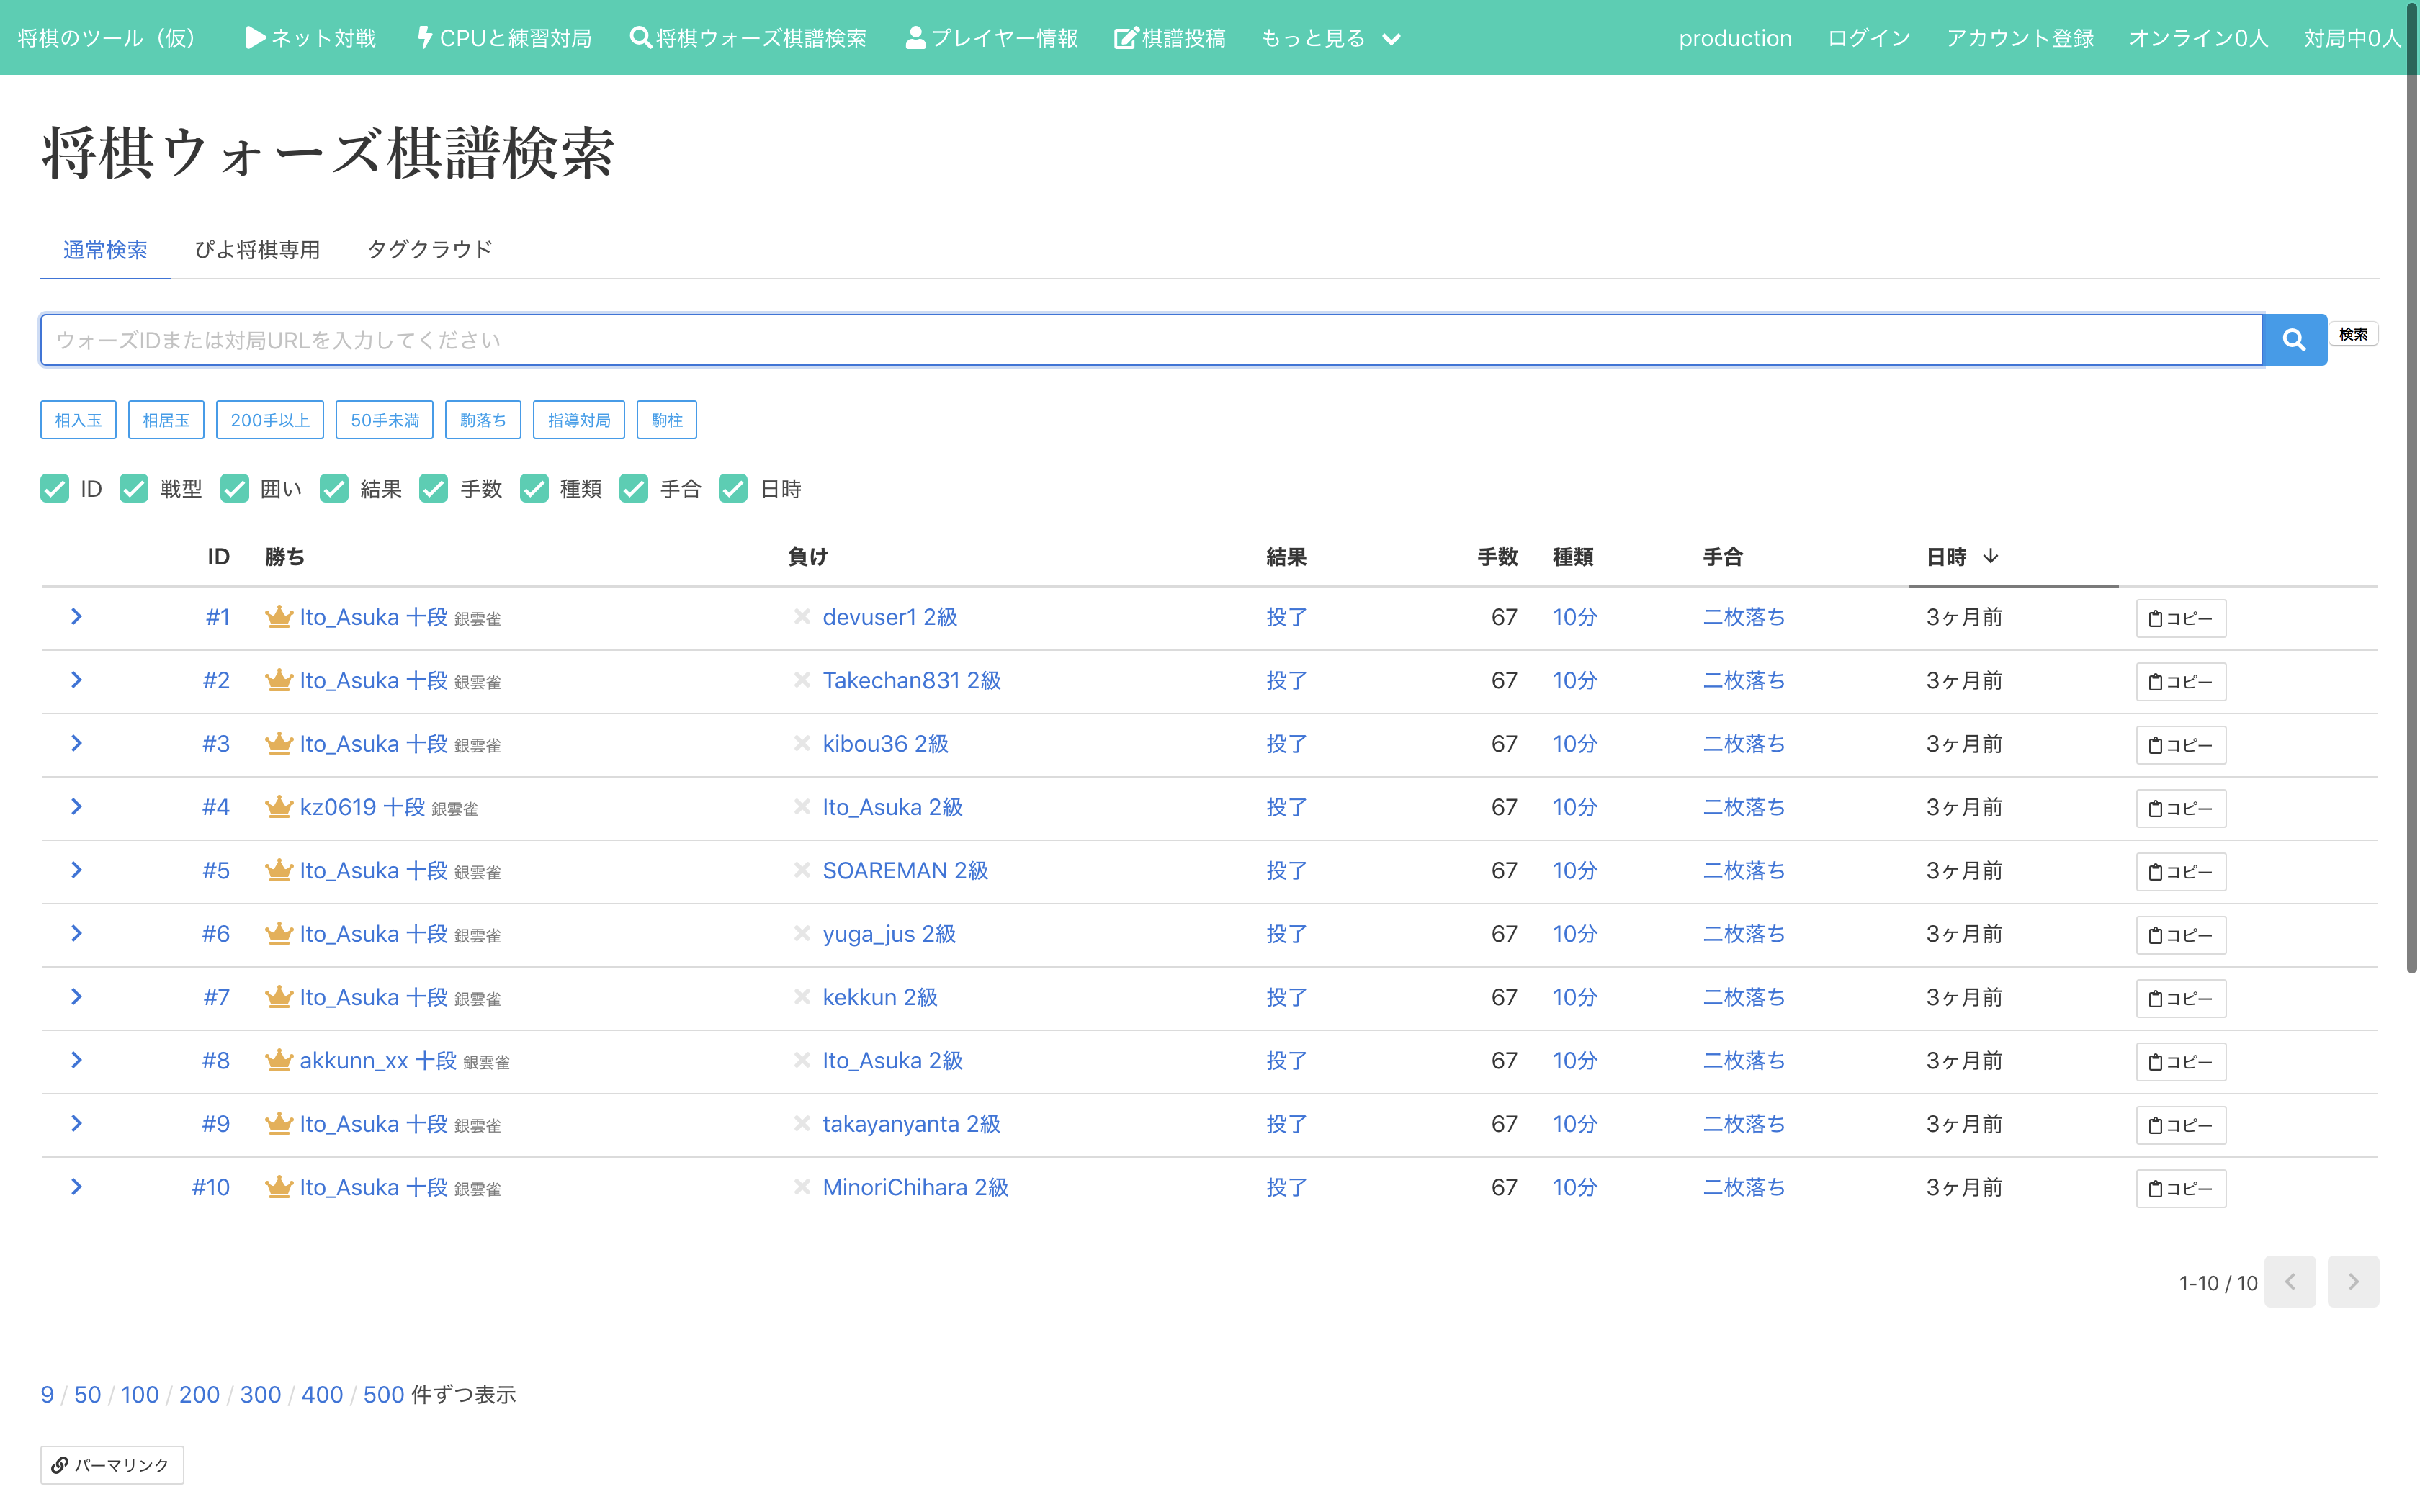 将棋のツール（仮） ネット対戦 CPUと練習対局 将棋ウォーズ棋譜検索 プレイヤー情報 棋譜投稿 もっと見る production ログイン アカウント登録 オンライン0人 対局中0人
将棋ウォーズ棋譜検索
通常検索 ぴよ将棋専用 タグクラウド
ウォーズIDまたは対局URLを入力してください 検索
相入玉 相居玉 200手以上 50手未満 駒落ち 指導対局 駒柱
ID 戦型 囲い 結果 手数 種類 手合 日時
ID 勝ち 負け 結果 手数 種類 手合 日時
#1 Ito_Asuka 十段 銀雲雀 devuser1 2級 投了 67 10分 二枚落ち 3ヶ月前 コピー
#2 Ito_Asuka 十段 銀雲雀 Takechan831 2級 投了 67 10分 二枚落ち 3ヶ月前 コピー
#3 Ito_Asuka 十段 銀雲雀 kibou36 2級 投了 67 10分 二枚落ち 3ヶ月前 コピー
#4 kz0619 十段 銀雲雀 Ito_Asuka 2級 投了 67 10分 二枚落ち 3ヶ月前 コピー
#5 Ito_Asuka 十段 銀雲雀 SOAREMAN 2級 投了 67 10分 二枚落ち 3ヶ月前 コピー
#6 Ito_Asuka 十段 銀雲雀 yuga_jus 2級 投了 67 10分 二枚落ち 3ヶ月前 コピー
#7 Ito_Asuka 十段 銀雲雀 kekkun 2級 投了 67 10分 二枚落ち 3ヶ月前 コピー
#8 akkunn_xx 十段 銀雲雀 Ito_Asuka 2級 投了 67 10分 二枚落ち 3ヶ月前 コピー
#9 Ito_Asuka 十段 銀雲雀 takayanyanta 2級 投了 67 10分 二枚落ち 3ヶ月前 コピー
#10 Ito_Asuka 十段 銀雲雀 MinoriChihara 2級 投了 67 10分 二枚落ち 3ヶ月前 コピー
1-10 / 10
9 / 50 / 100 / 200 / 300 / 400 / 500 件ずつ表示
パーマリンク